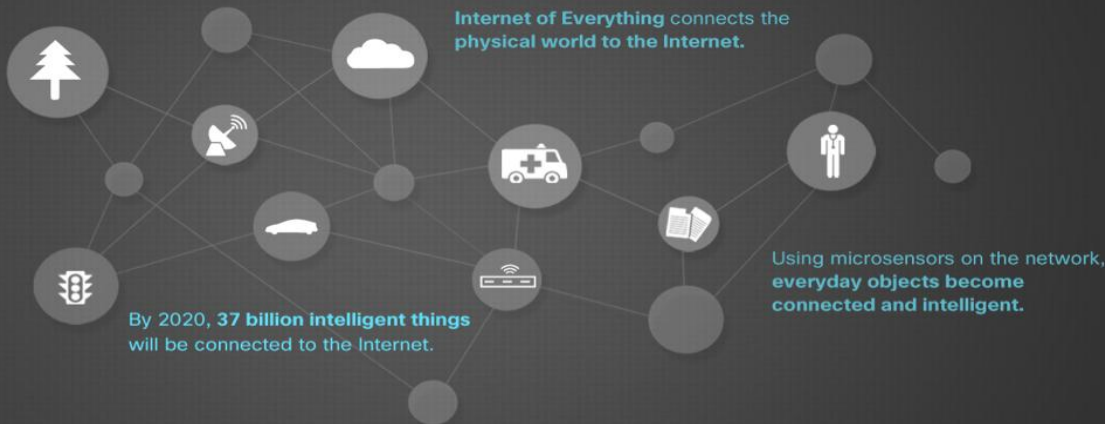 Internet of Everything connects the
physical world to the Internet.
Using microsensors on the network,
everyday objects become
connected and intelligent.
By 2020, 37 billion intelligent things
will be connected to the Internet.